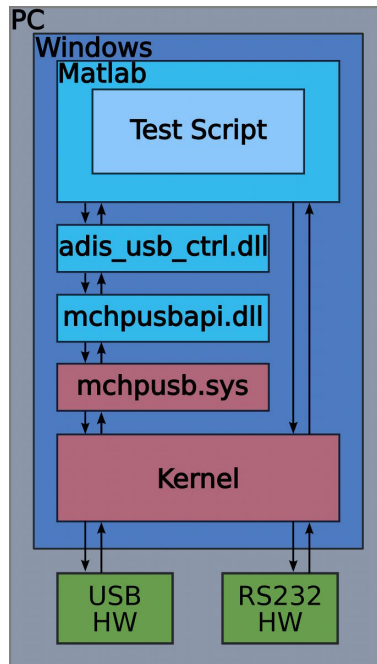 PC
Windows
Matlab
Test Script
adis_usb_ctrl.dll
mchpusbapi.dll
mchpusb.sys
Kernel
USB
HW
RS232
HW